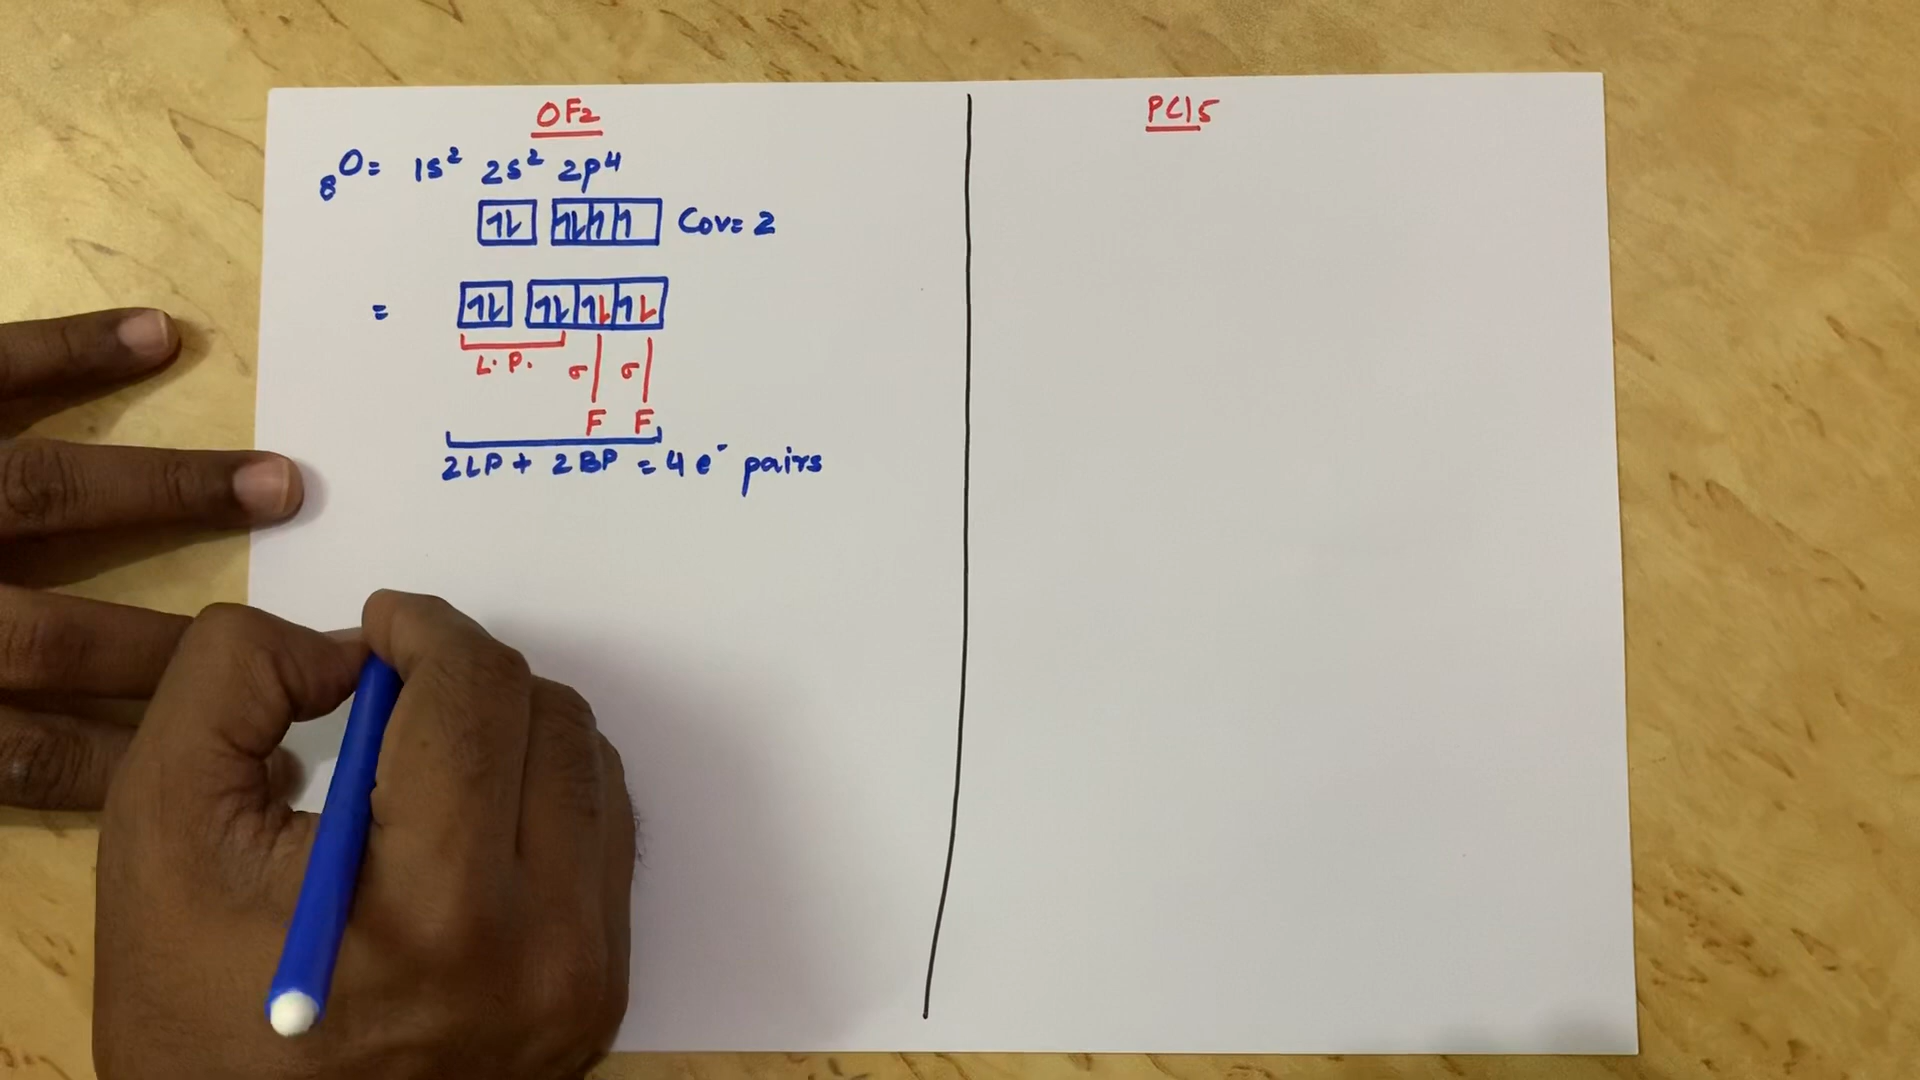 OF2
8O= 1s² 2s² 2p⁴
↿⇂ ↿⇂ ↿ ↿ Cov= 2
= ↿⇂ ↿⇂ ↿⇂ ↿⇂
L.P. σ σ
F F
2LP + 2BP = 4 e⁻ pairs
PCl5